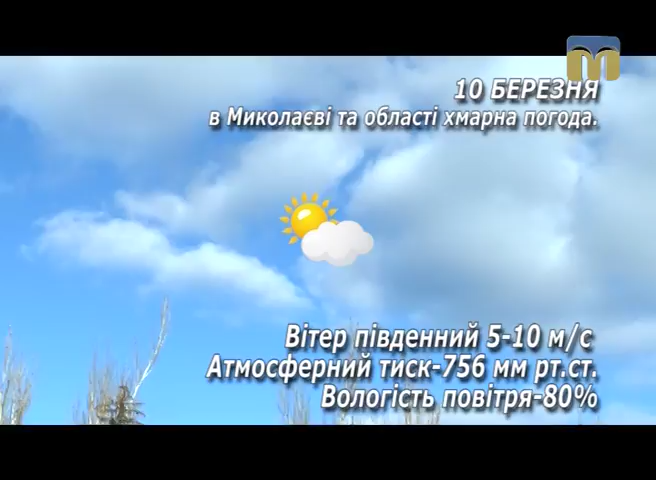 10 БЕРЕЗНЯ
в Миколаєві та області хмарна погода.
Вітер південний 5-10 м/с
Атмосферний тиск-756 мм рт.ст.
Вологість повітря-80%